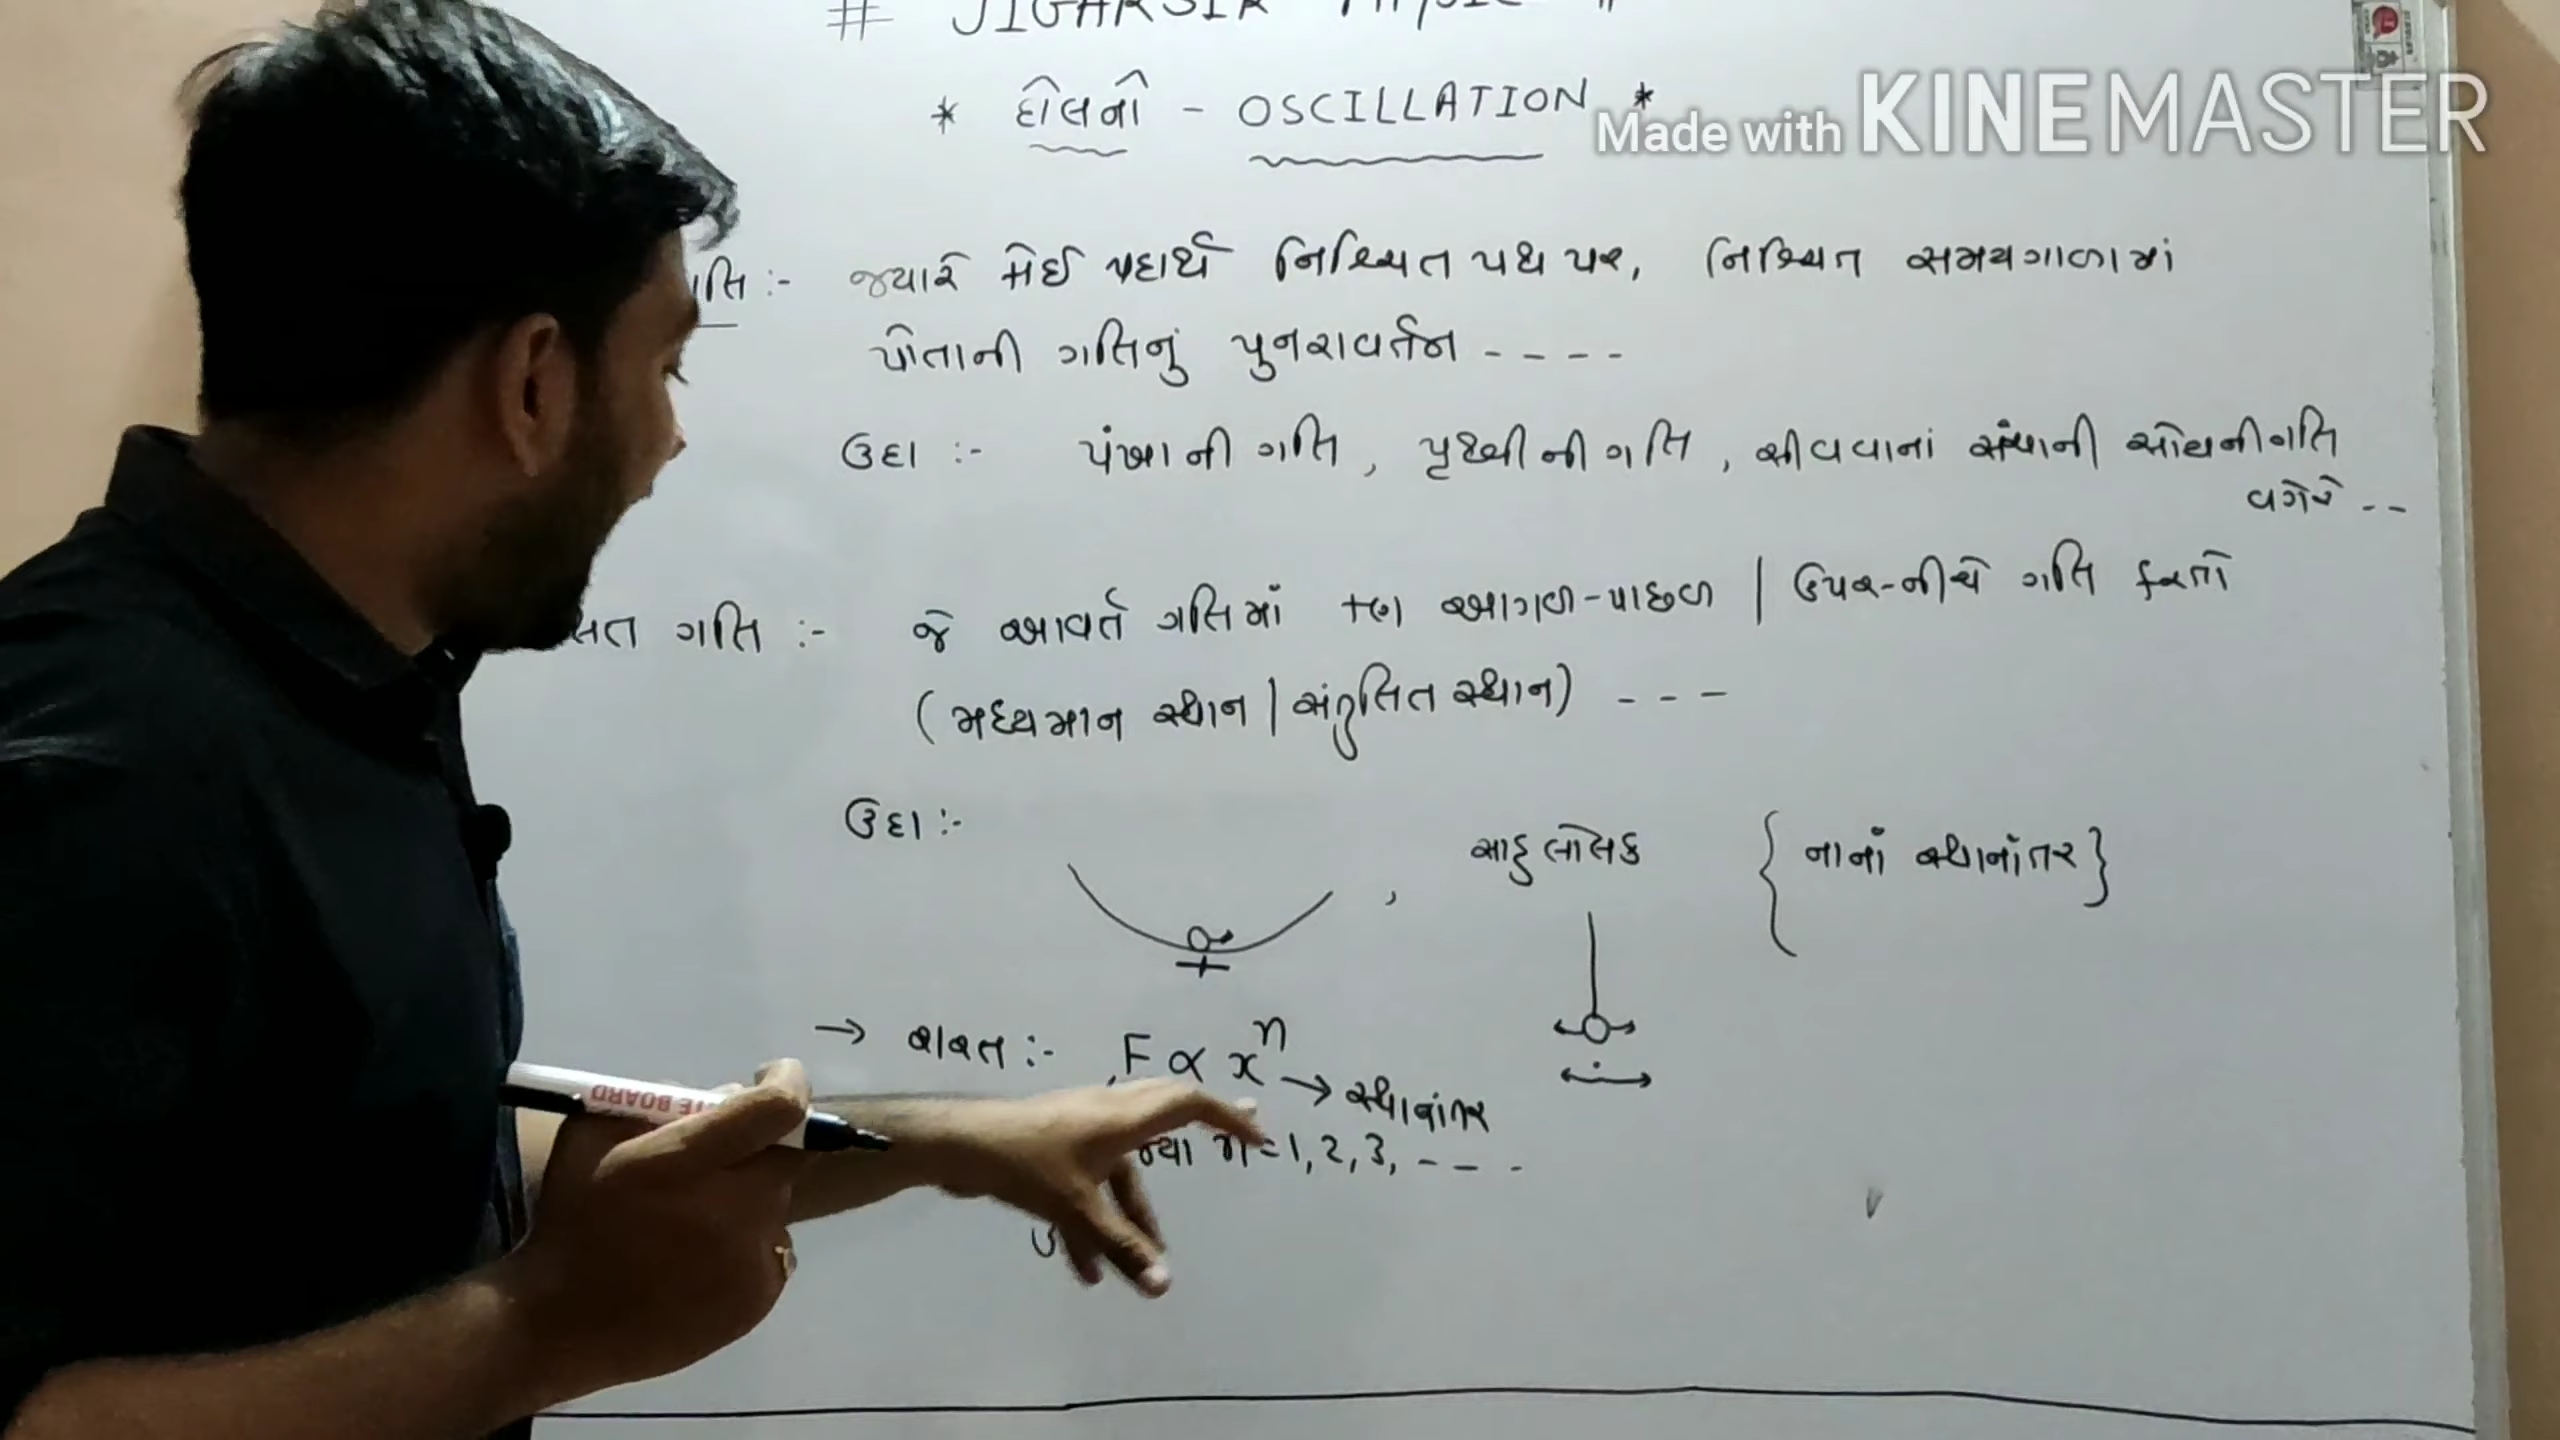 # JIGARSIR
* દોલનો - OSCILLATION *
Made with KINEMASTER
ગતિ :- જ્યારે કોઈ પદાર્થ નિશ્ચિત પથ પર, નિશ્ચિત સમયગાળામાં
પોતાની ગતિનું પુનરાવર્તન ----
ઉદા :- પંખાની ગતિ, પૃથ્વીની ગતિ, સીવવાનાં સંચાની સોયની ગતિ
વગેરે --
ગતિ :- જે આવર્ત ગતિમાં કણ આગળ-પાછળ | ઉપર-નીચે ગતિ કરતો
(મધ્યમાન સ્થાન | સંતુલિત સ્થાન) ---
ઉદા :-
, સાદુ લોલક { નાનાં સ્થાનાંતર }
→ શરત :- F ∝ xⁿ → સ્થાનાંતર
જ્યા n = 1, 2, 3, ---
BOARD